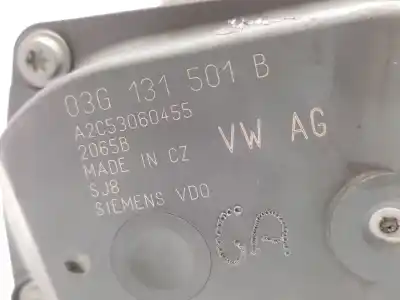 03G 131 501 B
A2C53060455
2065B
VW AG
MADE IN CZ
SJ8
SIEMENS VDO
GA